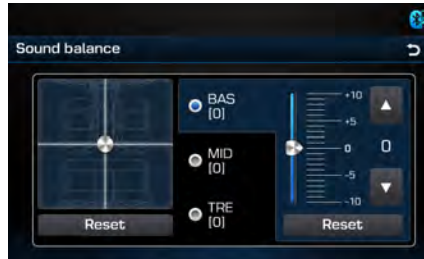 Sound balance
BAS
[0]
MID
[0]
TRE
[0]
+10
+5
0
-5
-10
0
Reset
Reset